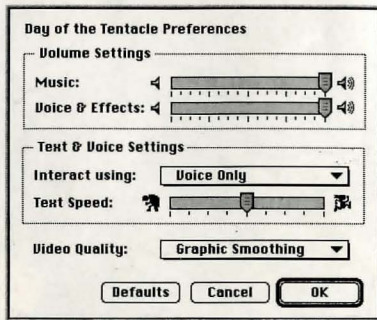 Day of the Tentacle Preferences
Volume Settings
Music:
Voice & Effects:
Text & Voice Settings
Interact using: Voice Only
Text Speed:
Video Quality: Graphic Smoothing
Defaults Cancel OK